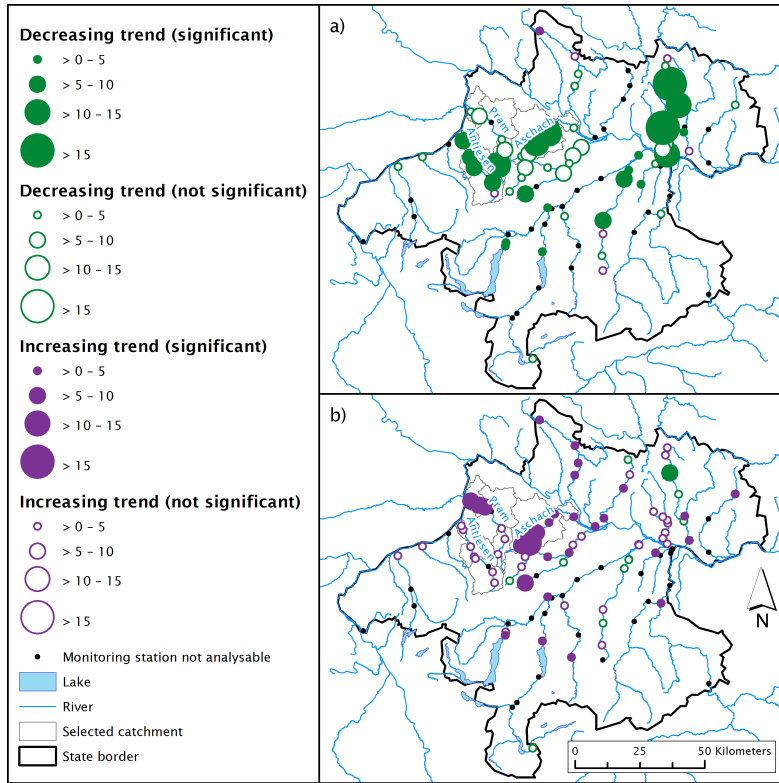 Decreasing trend (significant)
> 0 – 5
> 5 – 10
> 10 – 15
> 15
Decreasing trend (not significant)
> 0 – 5
> 5 – 10
> 10 – 15
> 15
Increasing trend (significant)
> 0 – 5
> 5 – 10
> 10 – 15
> 15
Increasing trend (not significant)
> 0 – 5
> 5 – 10
> 10 – 15
> 15
Monitoring station not analysable
Lake
River
Selected catchment
State border
a)
Pram
Antiesen
Aschach
b)
Pram
Antiesen
Aschach
N
0 25 50 Kilometers